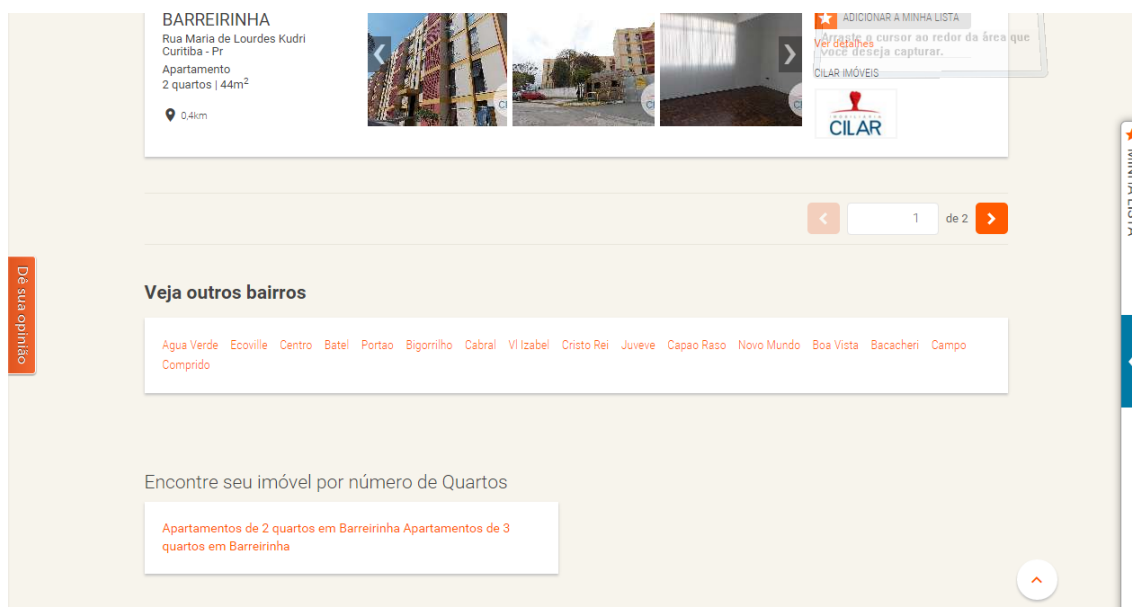 BARREIRINHA
Rua Maria de Lourdes Kudri
Curitiba - Pr
Apartamento
2 quartos | 44m²
0,4km
ADICIONAR A MINHA LISTA
Arraste o cursor ao redor da área que
você deseja capturar.
Ver detalhes
CILAR IMÓVEIS
IMOBILIARIA
CILAR
MINHA LISTA
1 de 2
Dê sua opinião
Veja outros bairros
Agua Verde Ecoville Centro Batel Portao Bigorrilho Cabral Vl Izabel Cristo Rei Juveve Capao Raso Novo Mundo Boa Vista Bacacheri Campo
Comprido
Encontre seu imóvel por número de Quartos
Apartamentos de 2 quartos em Barreirinha Apartamentos de 3
quartos em Barreirinha